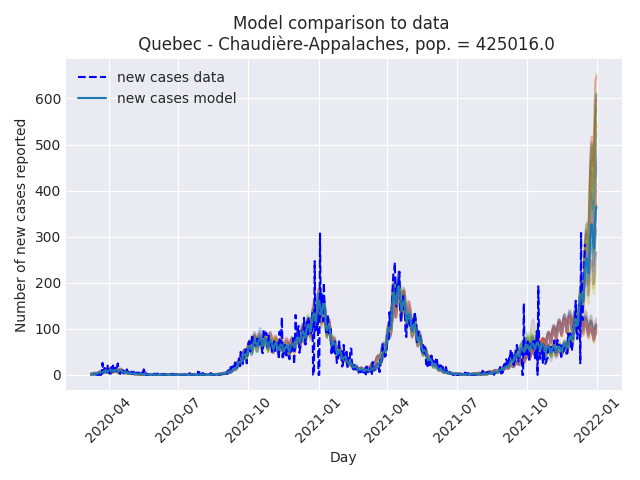 Model comparison to data
Quebec - Chaudière-Appalaches, pop. = 425016.0
new cases data
new cases model
Number of new cases reported
600
500
400
300
200
100
0
2020-04
2020-07
2020-10
2021-01
2021-04
2021-07
2021-10
2022-01
Day